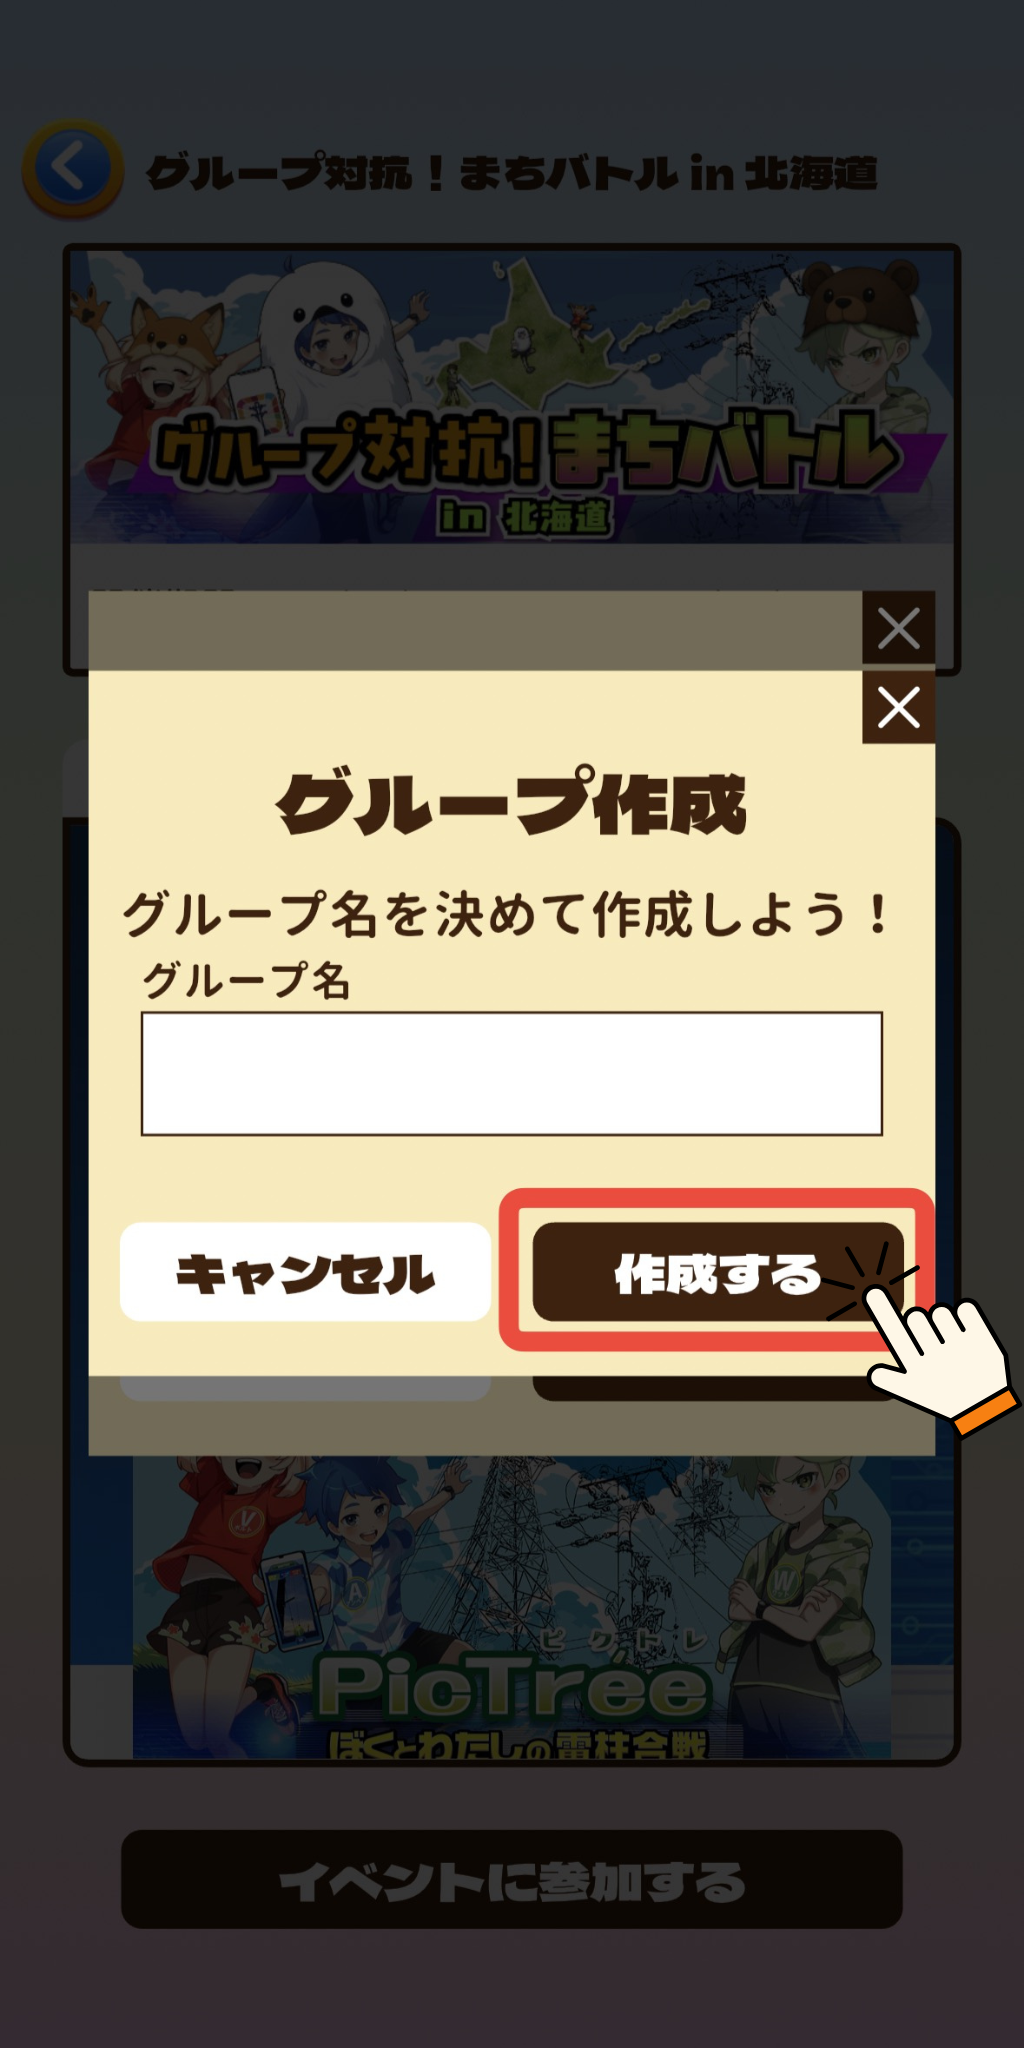 グループ対抗！まちバトル in 北海道
グループ対抗!まちバトル
in 北海道
グループ作成
グループ名を決めて作成しよう！
グループ名
キャンセル
作成する
V
A
W
ピクトレ
PicTrée
ぼくとわたしの電柱合戦
イベントに参加する